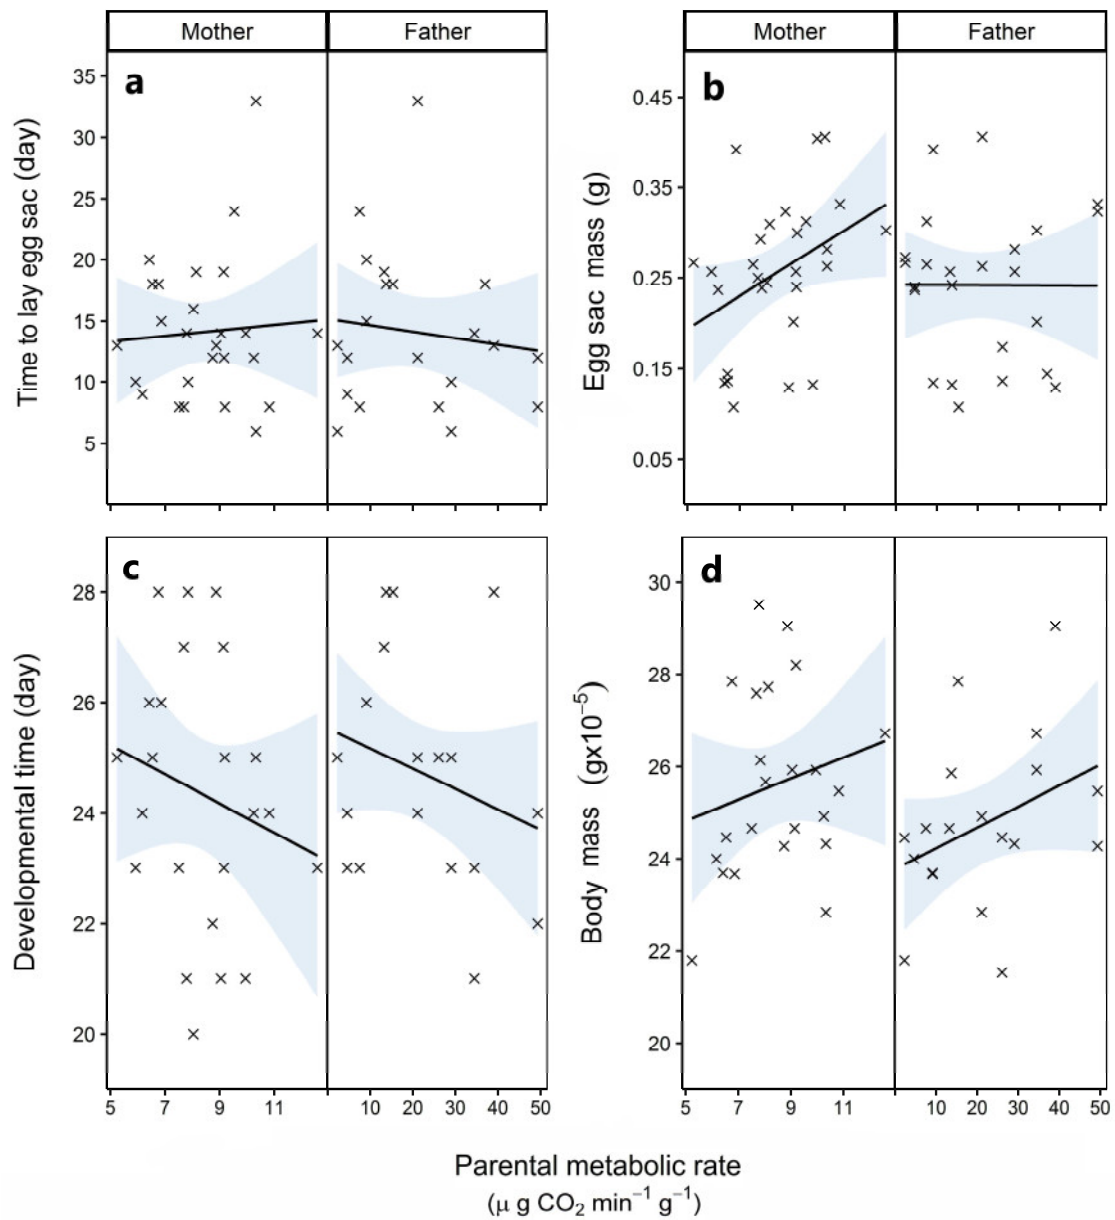 Mother Father
a
35
30
25
20
15
10
5
Time to lay egg sac (day)
Mother Father
b
0.45
0.35
0.25
0.15
0.05
Egg sac mass (g)
c
28
26
24
22
20
Developmental time (day)
5 7 9 11 10 20 30 40 50
d
30
28
26
24
22
20
Body mass (gx10⁻⁵)
5 7 9 11 10 20 30 40 50
Parental metabolic rate
(μ g CO₂ min⁻¹ g⁻¹)